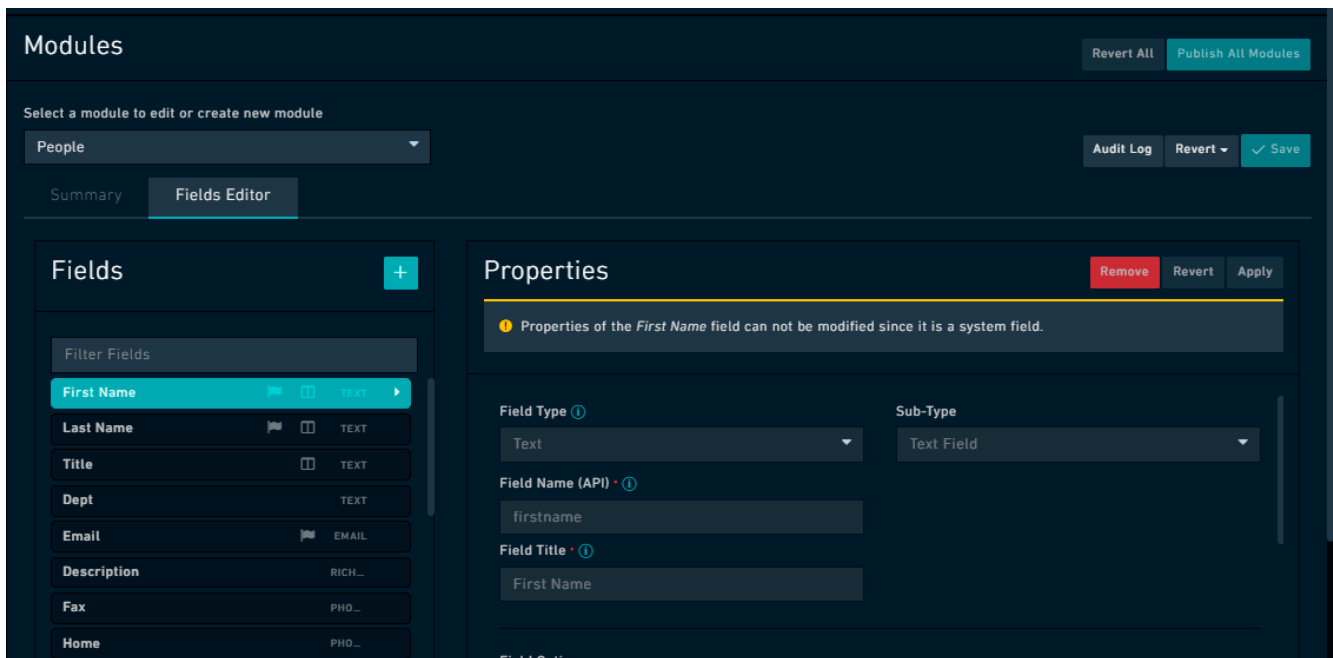 Modules
Revert All
Publish All Modules
Select a module to edit or create new module
People
Audit Log
Revert
Save
Summary
Fields Editor
Fields
+
Filter Fields
First Name TEXT
Last Name TEXT
Title TEXT
Dept TEXT
Email EMAIL
Description RICH…
Fax PHO…
Home PHO…
Properties
Remove
Revert
Apply
Properties of the First Name field can not be modified since it is a system field.
Field Type
Text
Sub-Type
Text Field
Field Name (API) *
firstname
Field Title *
First Name